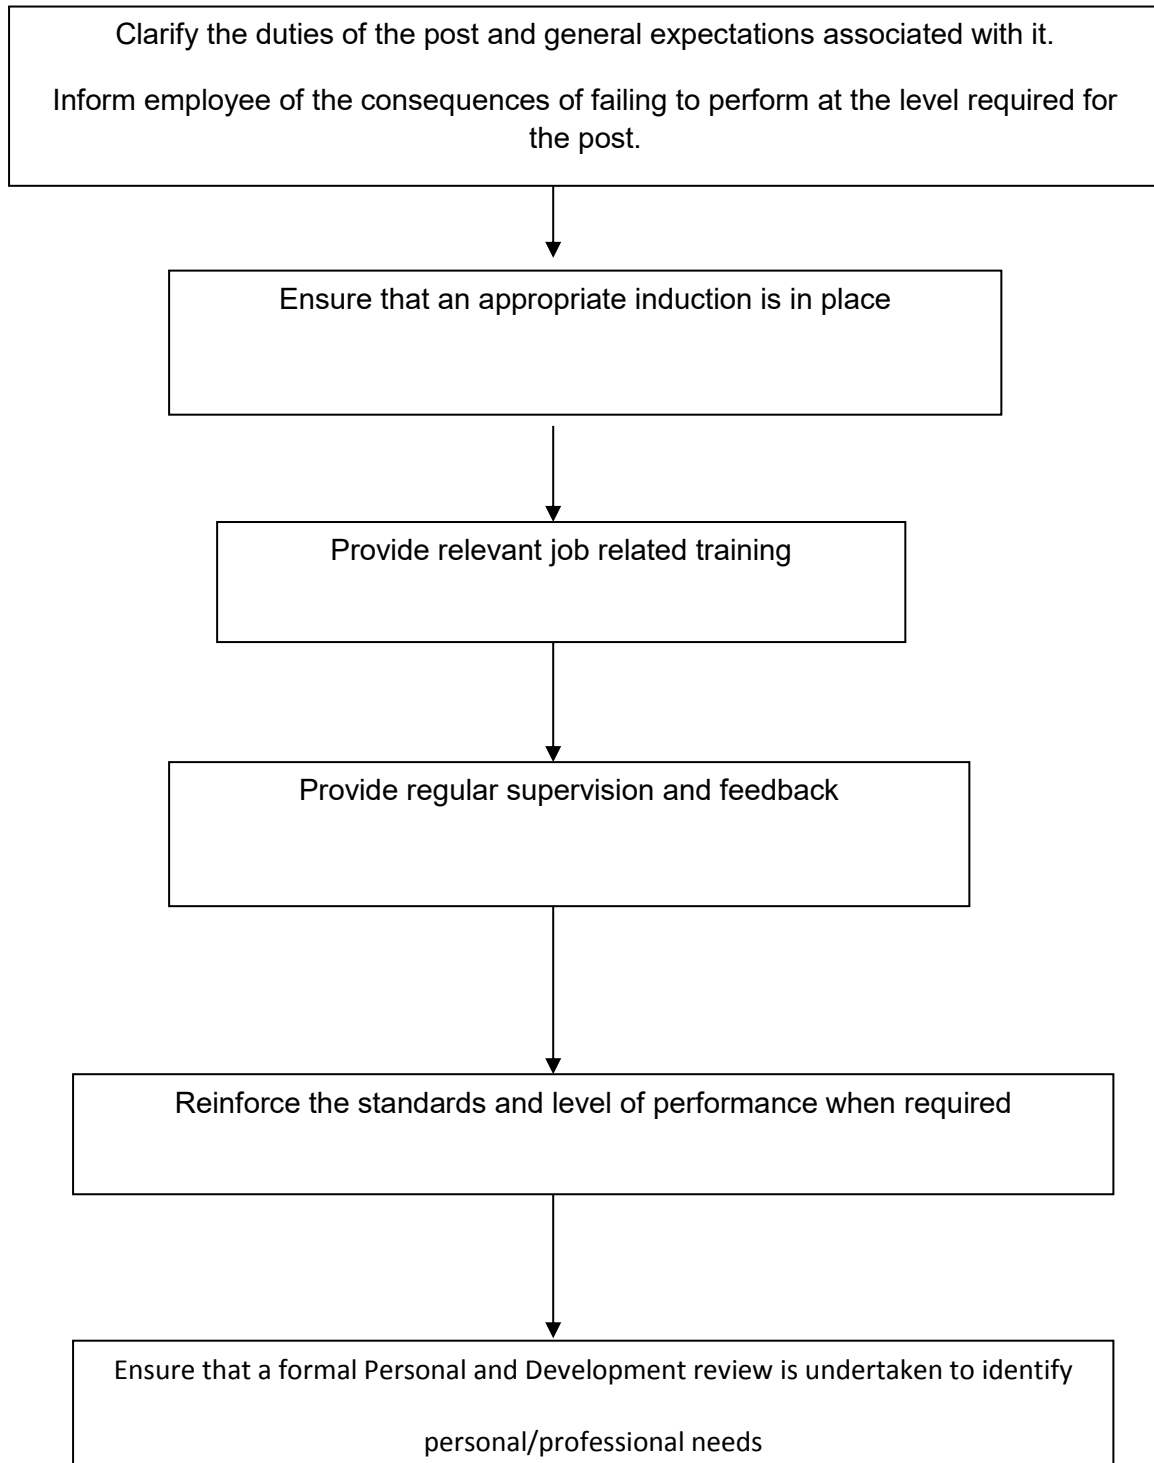 Clarify the duties of the post and general expectations associated with it.
Inform employee of the consequences of failing to perform at the level required for
the post.
Ensure that an appropriate induction is in place
Provide relevant job related training
Provide regular supervision and feedback
Reinforce the standards and level of performance when required
Ensure that a formal Personal and Development review is undertaken to identify
personal/professional needs